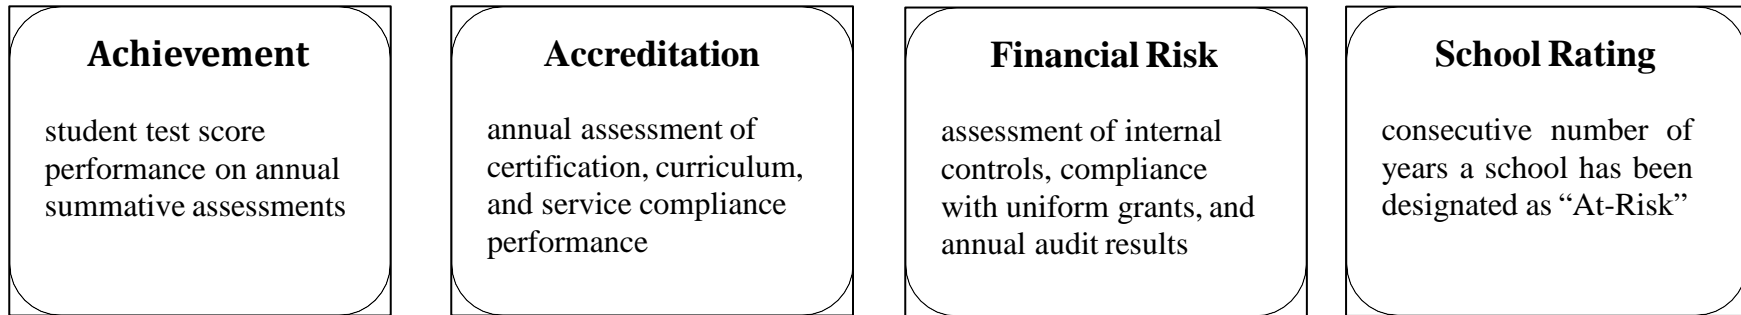 Achievement
student test score
performance on annual
summative assessments
Accreditation
annual assessment of
certification, curriculum,
and service compliance
performance
Financial Risk
assessment of internal
controls, compliance
with uniform grants, and
annual audit results
School Rating
consecutive number of
years a school has been
designated as “At-Risk”